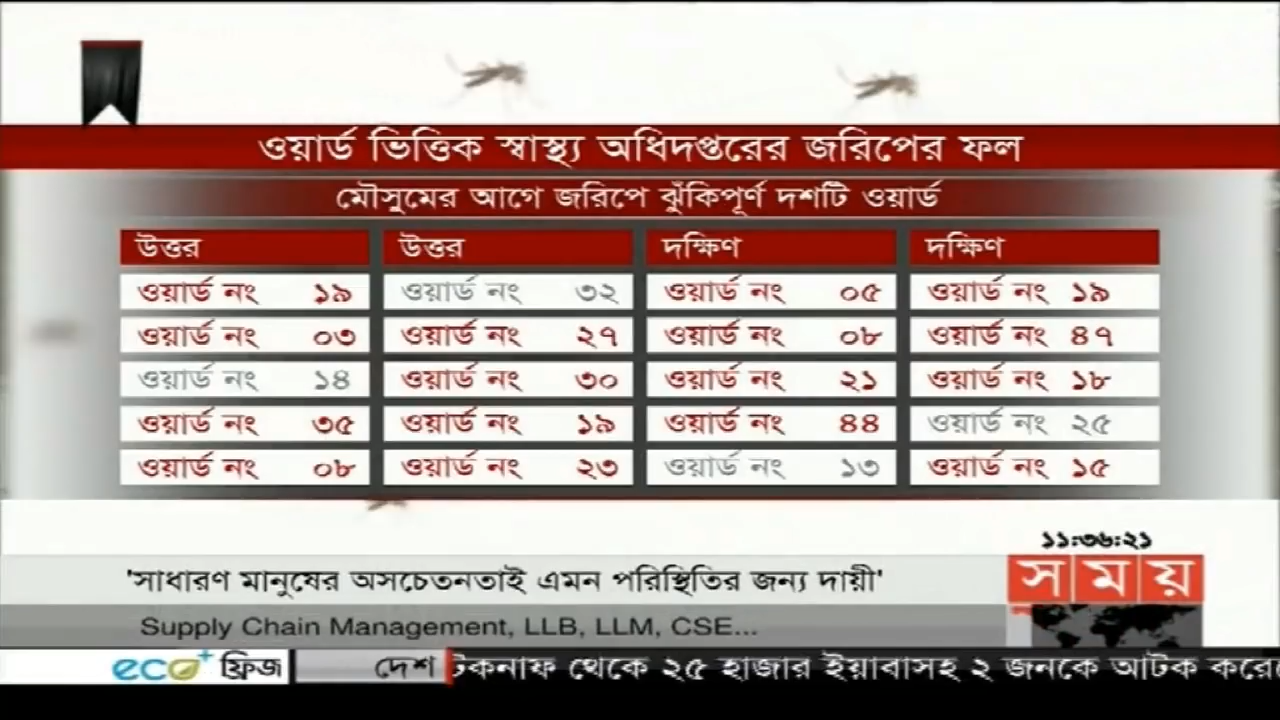 ওয়ার্ড ভিত্তিক স্বাস্থ্য অধিদপ্তরের জরিপের ফল
মৌসুমের আগে জরিপে ঝুঁকিপূর্ণ দশটি ওয়ার্ড
উত্তর উত্তর দক্ষিণ দক্ষিণ
ওয়ার্ড নং ১৯ ওয়ার্ড নং ৩২ ওয়ার্ড নং ০৫ ওয়ার্ড নং ১৯
ওয়ার্ড নং ০৩ ওয়ার্ড নং ২৭ ওয়ার্ড নং ০৮ ওয়ার্ড নং ৪৭
ওয়ার্ড নং ১৪ ওয়ার্ড নং ৩০ ওয়ার্ড নং ২১ ওয়ার্ড নং ১৮
ওয়ার্ড নং ৩৫ ওয়ার্ড নং ১৯ ওয়ার্ড নং ৪৪ ওয়ার্ড নং ২৫
ওয়ার্ড নং ০৮ ওয়ার্ড নং ২৩ ওয়ার্ড নং ১৩ ওয়ার্ড নং ১৫
১১:৩৬:২১
'সাধারণ মানুষের অসচেতনতাই এমন পরিস্থিতির জন্য দায়ী'
সময়
Supply Chain Management, LLB, LLM, CSE...
eco+ ফ্রিজ দেশ টেকনাফ থেকে ২৫ হাজার ইয়াবাসহ ২ জনকে আটক করে